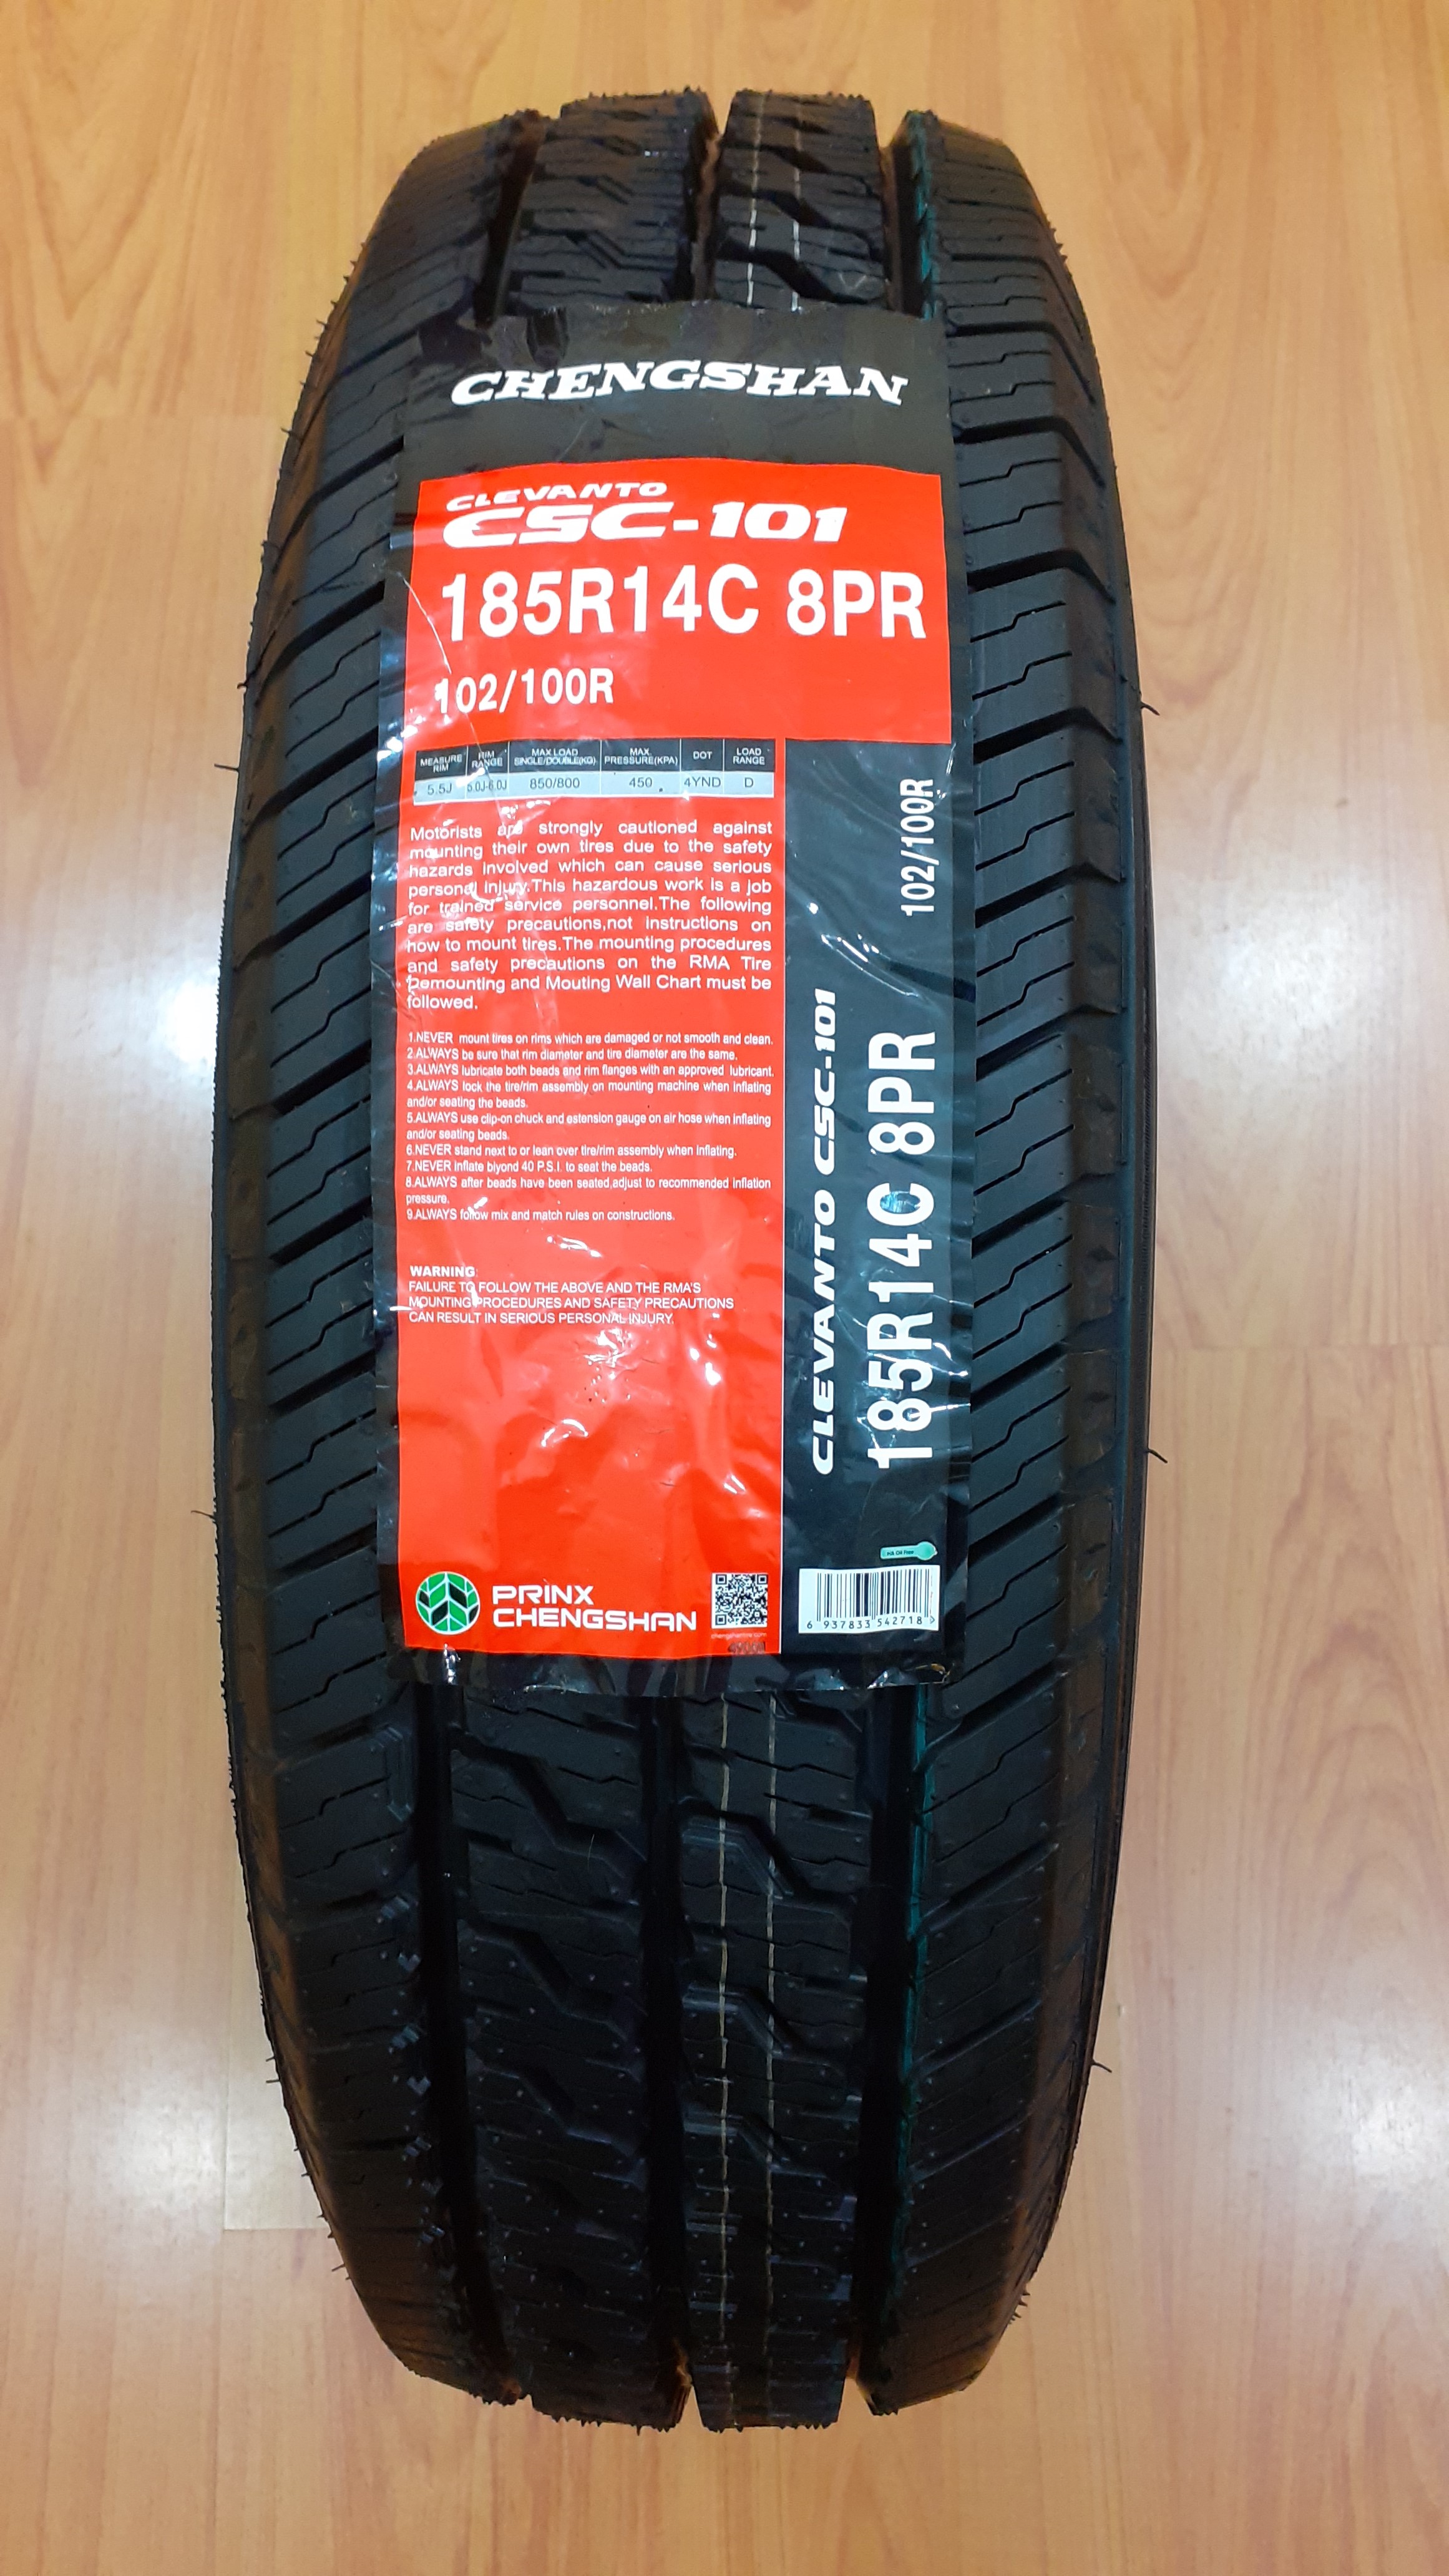 CHENGSHAN
CLEVANTO
CSC-101
185R14C 8PR
102/100R
MEASURE RIM RIM RANGE MAX.LOAD SINGLE/DOUBLE(KG) MAX. PRESSURE(KPA) DOT LOAD RANGE
5.5J 5.0J-6.0J 850/800 450 4YND D
Motorists are strongly cautioned against
mounting their own tires due to the safety
hazards involved which can cause serious
personal injury.This hazardous work is a job
for trained service personnel.The following
are safety precautions,not instructions on
how to mount tires.The mounting procedures
and safety precautions on the RMA Tire
Demounting and Mouting Wall Chart must be
followed.
1.NEVER mount tires on rims which are damaged or not smooth and clean.
2.ALWAYS be sure that rim diameter and tire diameter are the same.
3.ALWAYS lubricate both beads and rim flanges with an approved lubricant.
4.ALWAYS lock the tire/rim assembly on mounting machine when inflating
and/or seating the beads.
5.ALWAYS use clip-on chuck and estension gauge on air hose when inflating
and/or seating beads.
6.NEVER stand next to or lean over tire/rim assembly when inflating.
7.NEVER inflate biyond 40 P.S.I. to seat the beads.
8.ALWAYS after beads have been seated,adjust to recommended inflation
pressure.
9.ALWAYS follow mix and match rules on constructions.
WARNING:
FAILURE TO FOLLOW THE ABOVE AND THE RMA'S
MOUNTING PROCEDURES AND SAFETY PRECAUTIONS
CAN RESULT IN SERIOUS PERSONAL INJURY.
PRINX
CHENGSHAN
chengshantire.com
CLEVANTO CSC-101
185R14C 8PR
102/100R
Oil Free
6 937833 542718 >